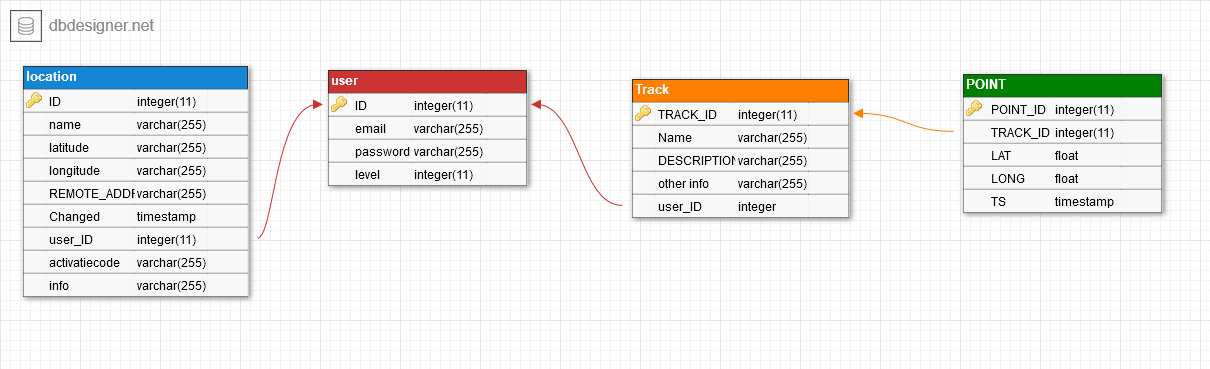 dbdesigner.net
location
ID integer(11)
name varchar(255)
latitude varchar(255)
longitude varchar(255)
REMOTE_ADDR varchar(255)
Changed timestamp
user_ID integer(11)
activatiecode varchar(255)
info varchar(255)
user
ID integer(11)
email varchar(255)
password varchar(255)
level integer(11)
Track
TRACK_ID integer(11)
Name varchar(255)
DESCRIPTION varchar(255)
other info varchar(255)
user_ID integer
POINT
POINT_ID integer(11)
TRACK_ID integer(11)
LAT float
LONG float
TS timestamp